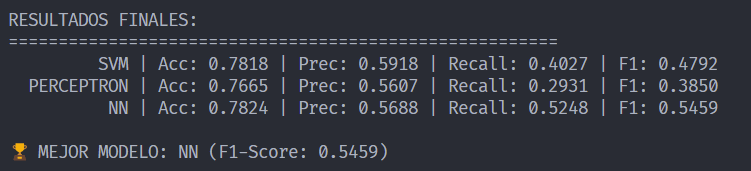 RESULTADOS FINALES:
=======================================================
SVM | Acc: 0.7818 | Prec: 0.5918 | Recall: 0.4027 | F1: 0.4792
PERCEPTRON | Acc: 0.7665 | Prec: 0.5607 | Recall: 0.2931 | F1: 0.3850
NN | Acc: 0.7824 | Prec: 0.5688 | Recall: 0.5248 | F1: 0.5459
🏆 MEJOR MODELO: NN (F1-Score: 0.5459)